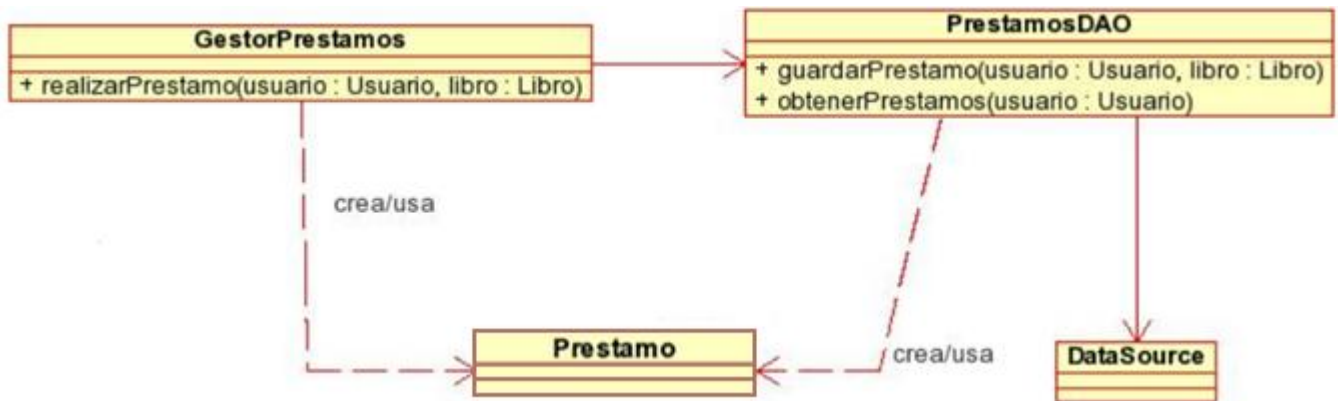 GestorPrestamos
+ realizarPrestamo(usuario : Usuario, libro : Libro)
PrestamosDAO
+ guardarPrestamo(usuario : Usuario, libro : Libro)
+ obtenerPrestamos(usuario : Usuario)
crea/usa
Prestamo
crea/usa
DataSource